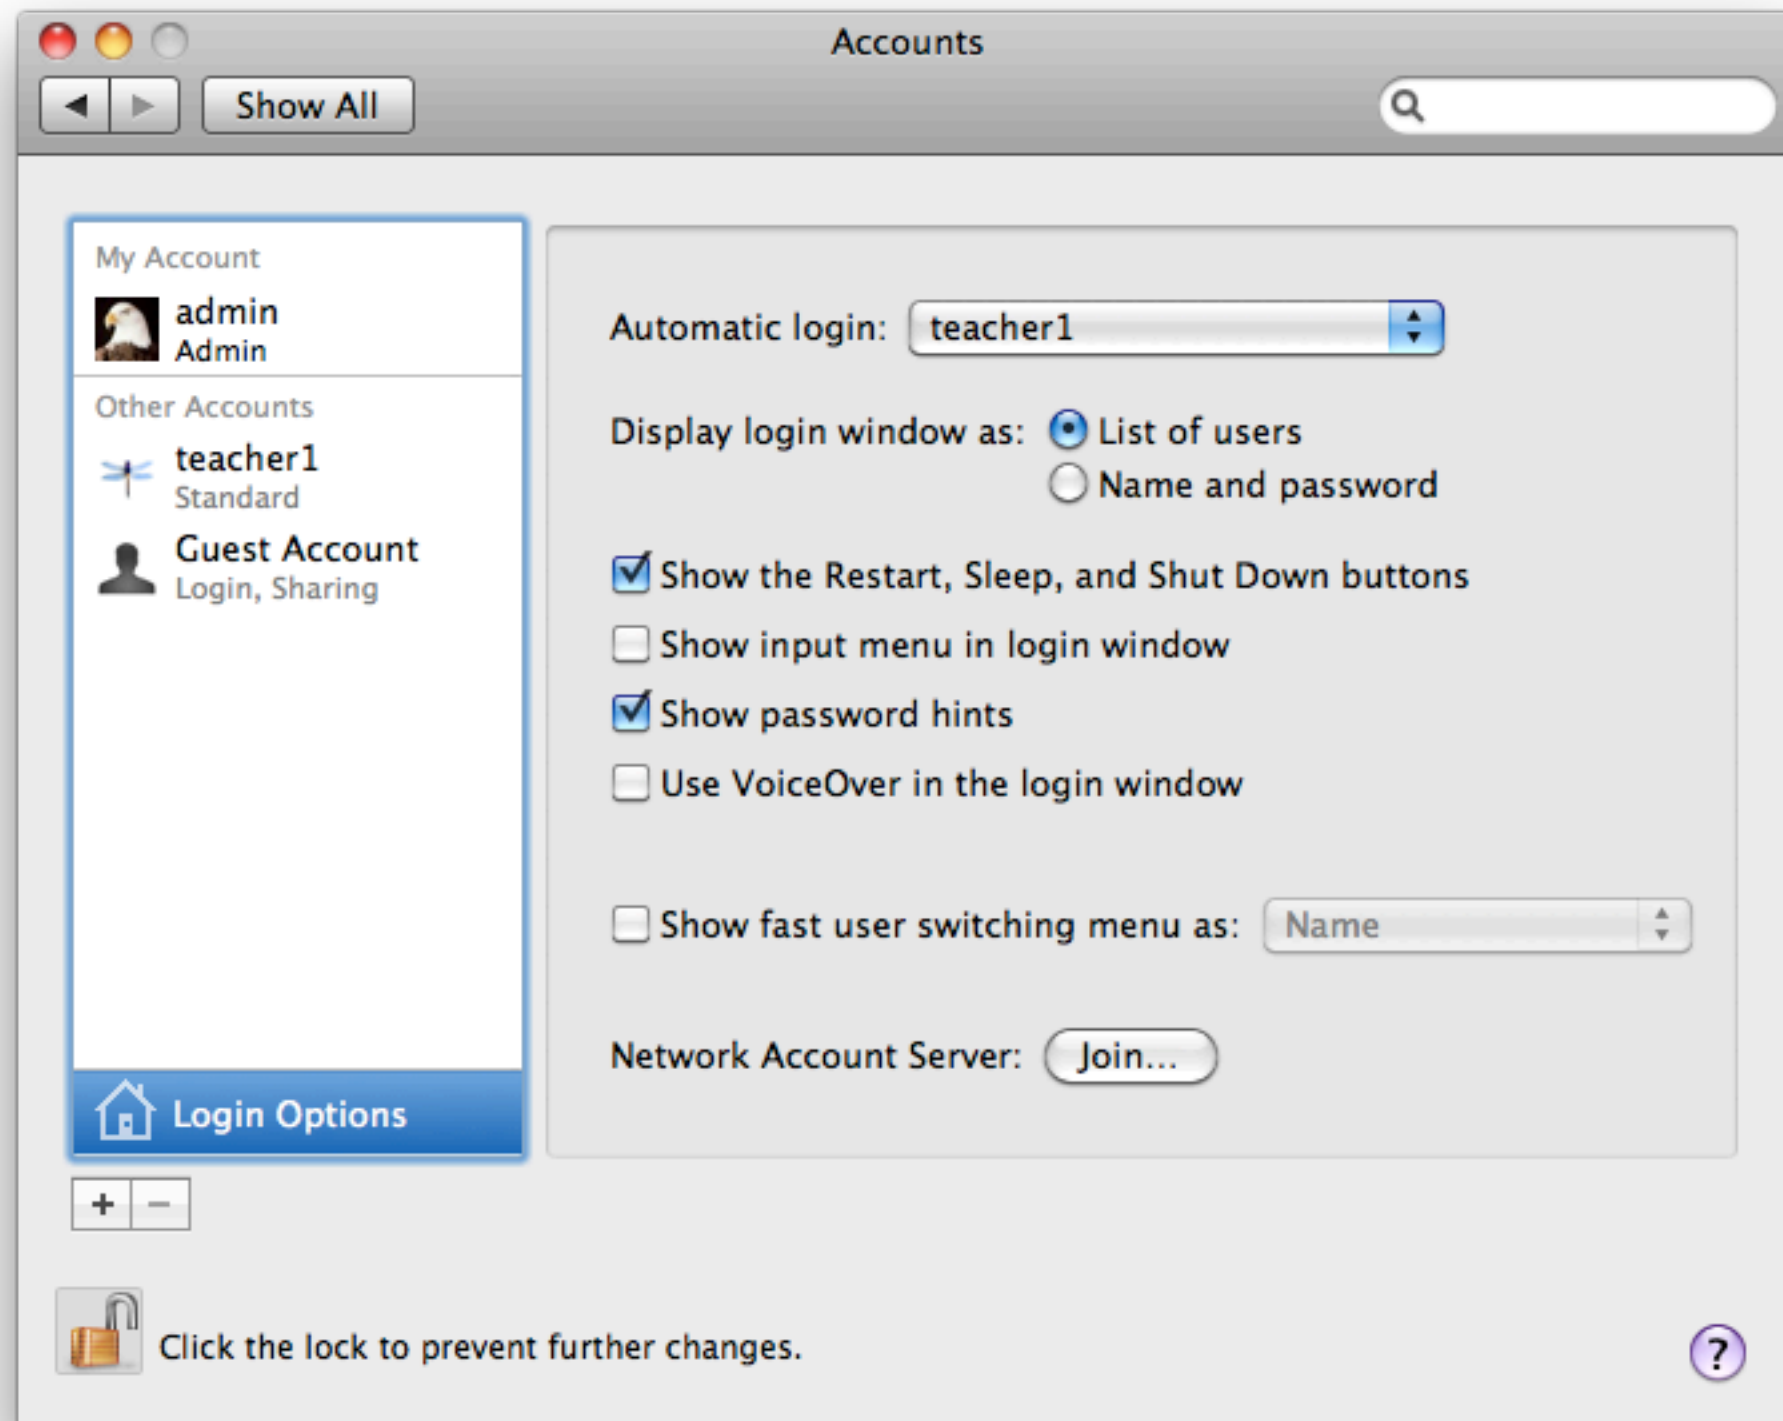 Accounts
Show All
My Account
admin
Admin
Other Accounts
teacher1
Standard
Guest Account
Login, Sharing
Login Options
Automatic login: teacher1
Display login window as: List of users
Name and password
Show the Restart, Sleep, and Shut Down buttons
Show input menu in login window
Show password hints
Use VoiceOver in the login window
Show fast user switching menu as: Name
Network Account Server: Join...
+ −
Click the lock to prevent further changes.
?